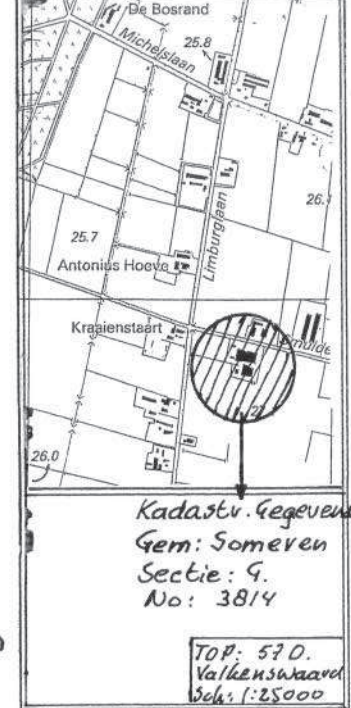 De Bosrand
Michelslaan
25.8
Limburglaan
26.
25.7
Antonius Hoeve
Kraaienstaart
26.0
Kadastr. Gegevens
Gem: Someren
Sectie: G.
No: 3814
TOP: 57 D.
Valkenswaard
Sch: 1:25000